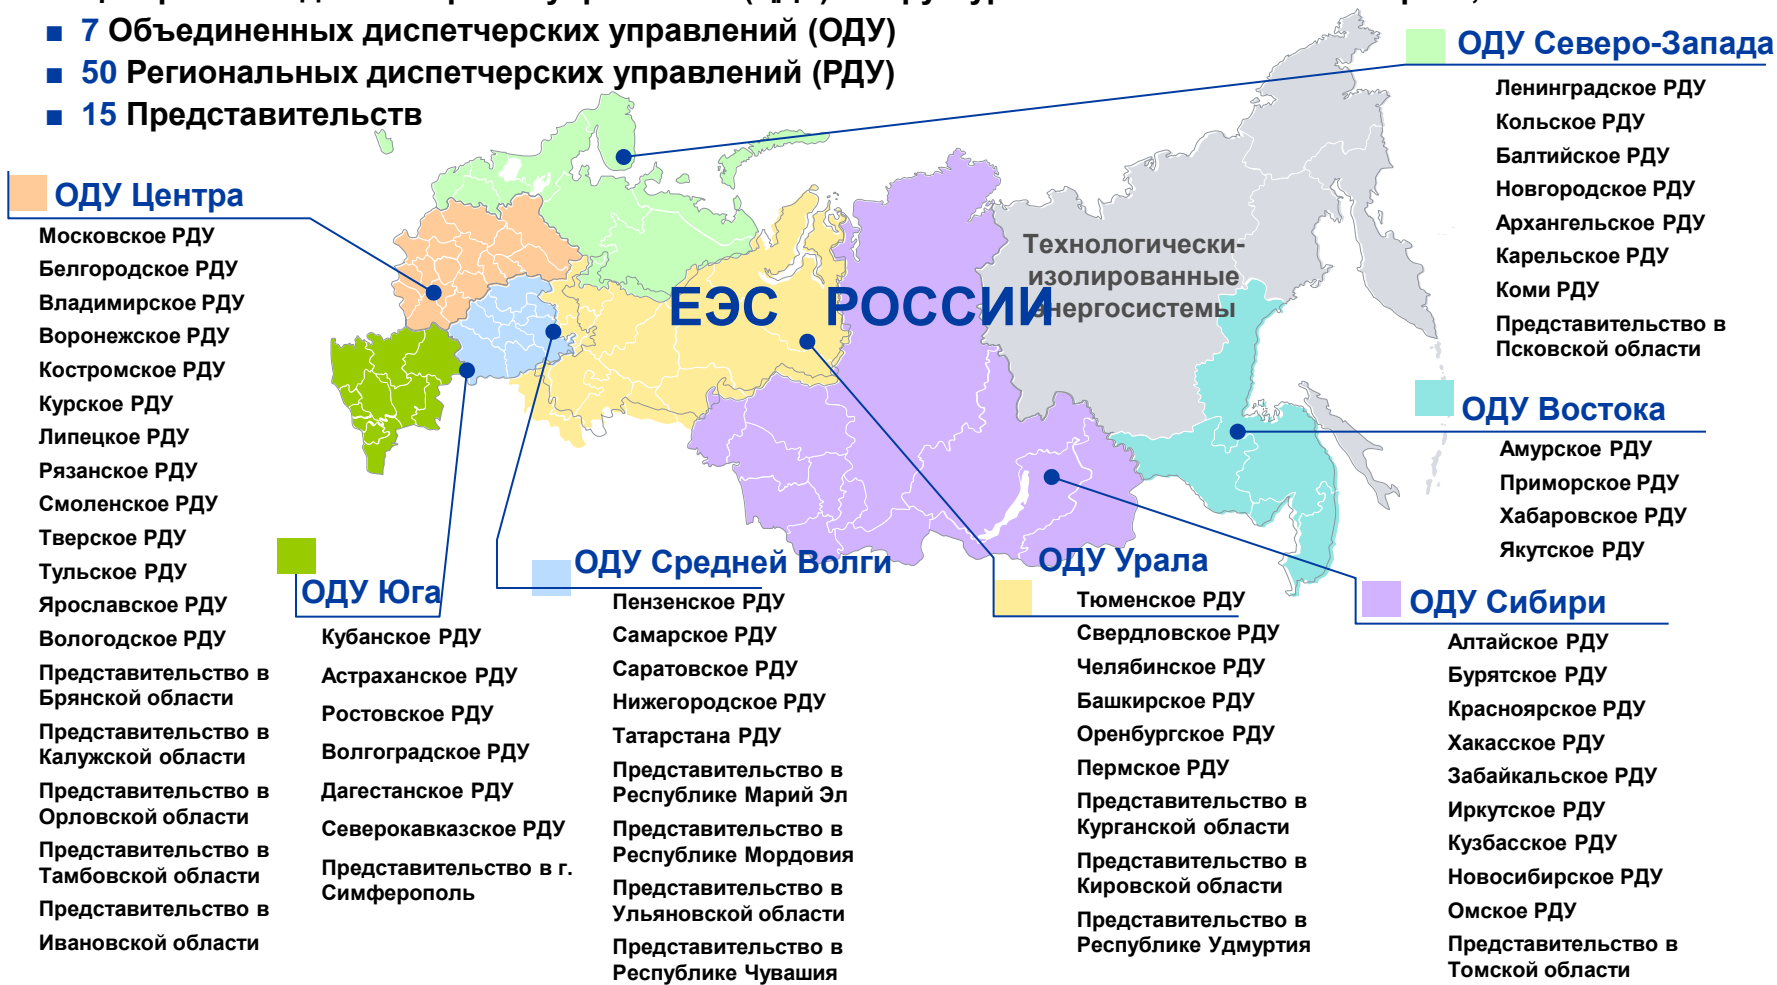 ■ 7 Объединенных диспетчерских управлений (ОДУ)
■ 50 Региональных диспетчерских управлений (РДУ)
■ 15 Представительств
ОДУ Северо-Запада
Ленинградское РДУ
Кольское РДУ
Балтийское РДУ
Новгородское РДУ
Архангельское РДУ
Карельское РДУ
Коми РДУ
Представительство в
Псковской области
ОДУ Центра
Московское РДУ
Белгородское РДУ
Владимирское РДУ
Воронежское РДУ
Костромское РДУ
Курское РДУ
Липецкое РДУ
Рязанское РДУ
Смоленское РДУ
Тверское РДУ
Тульское РДУ
Ярославское РДУ
Вологодское РДУ
Представительство в
Брянской области
Представительство в
Калужской области
Представительство в
Орловской области
Представительство в
Тамбовской области
Представительство в
Ивановской области
Технологически-
изолированные
энергосистемы
ЕЭС РОССИИ
ОДУ Востока
Амурское РДУ
Приморское РДУ
Хабаровское РДУ
Якутское РДУ
ОДУ Юга
Кубанское РДУ
Астраханское РДУ
Ростовское РДУ
Волгоградское РДУ
Дагестанское РДУ
Северокавказское РДУ
Представительство в г.
Симферополь
ОДУ Средней Волги
Пензенское РДУ
Самарское РДУ
Саратовское РДУ
Нижегородское РДУ
Татарстана РДУ
Представительство в
Республике Марий Эл
Представительство в
Республике Мордовия
Представительство в
Ульяновской области
Представительство в
Республике Чувашия
ОДУ Урала
Тюменское РДУ
Свердловское РДУ
Челябинское РДУ
Башкирское РДУ
Оренбургское РДУ
Пермское РДУ
Представительство в
Курганской области
Представительство в
Кировской области
Представительство в
Республике Удмуртия
ОДУ Сибири
Алтайское РДУ
Бурятское РДУ
Красноярское РДУ
Хакасское РДУ
Забайкальское РДУ
Иркутское РДУ
Кузбасское РДУ
Новосибирское РДУ
Омское РДУ
Представительство в
Томской области